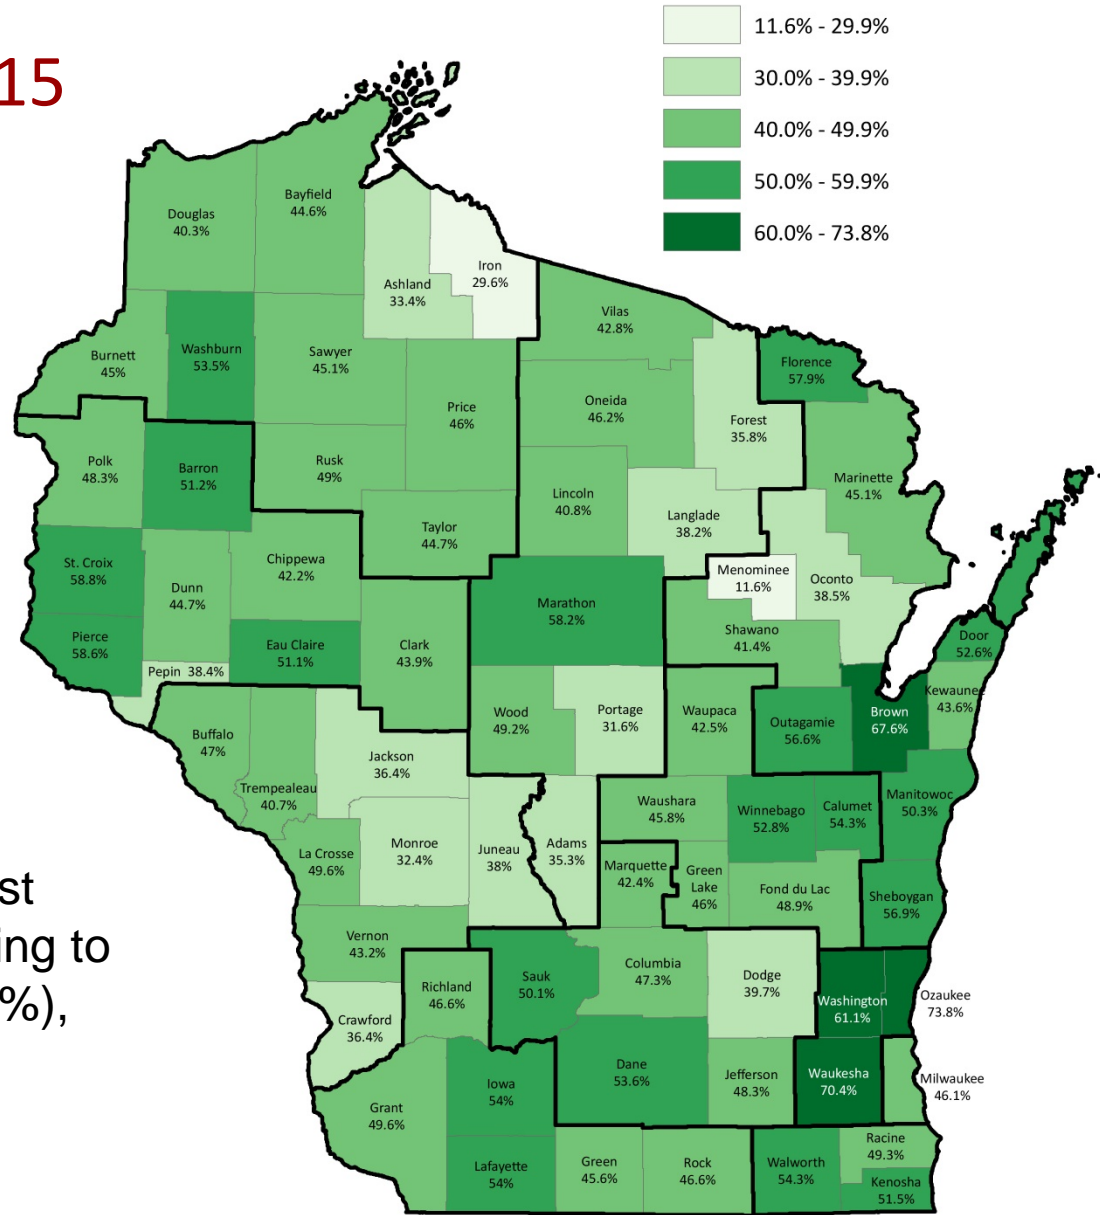 15
11.6% - 29.9%
30.0% - 39.9%
40.0% - 49.9%
50.0% - 59.9%
60.0% - 73.8%
Douglas
40.3%
Bayfield
44.6%
Ashland
33.4%
Iron
29.6%
Vilas
42.8%
Burnett
45%
Washburn
53.5%
Sawyer
45.1%
Price
46%
Oneida
46.2%
Forest
35.8%
Florence
57.9%
Marinette
45.1%
Polk
48.3%
Barron
51.2%
Rusk
49%
Lincoln
40.8%
Langlade
38.2%
Taylor
44.7%
Chippewa
42.2%
St. Croix
58.8%
Dunn
44.7%
Menominee
11.6%
Oconto
38.5%
Marathon
58.2%
Pierce
58.6%
Eau Claire
51.1%
Clark
43.9%
Shawano
41.4%
Door
52.6%
Pepin 38.4%
Kewaunee
43.6%
Buffalo
47%
Wood
49.2%
Portage
31.6%
Waupaca
42.5%
Outagamie
56.6%
Brown
67.6%
Jackson
36.4%
Trempealeau
40.7%
Waushara
45.8%
Winnebago
52.8%
Calumet
54.3%
Manitowoc
50.3%
La Crosse
49.6%
Monroe
32.4%
Juneau
38%
Adams
35.3%
Marquette
42.4%
Green
Lake
46%
Fond du Lac
48.9%
Sheboygan
56.9%
st
ing to
%),
Vernon
43.2%
Richland
46.6%
Sauk
50.1%
Columbia
47.3%
Dodge
39.7%
Washington
61.1%
Ozaukee
73.8%
Crawford
36.4%
Iowa
54%
Dane
53.6%
Jefferson
48.3%
Waukesha
70.4%
Milwaukee
46.1%
Grant
49.6%
Lafayette
54%
Green
45.6%
Rock
46.6%
Walworth
54.3%
Racine
49.3%
Kenosha
51.5%